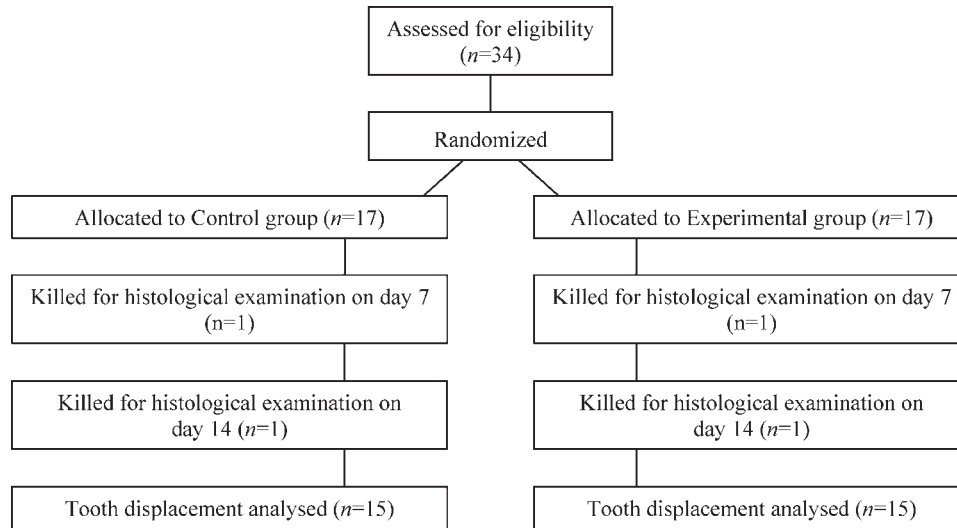 Assessed for eligibility
(n=34)
Randomized
Allocated to Control group (n=17)
Allocated to Experimental group (n=17)
Killed for histological examination on day 7
(n=1)
Killed for histological examination on day 7
(n=1)
Killed for histological examination on
day 14 (n=1)
Killed for histological examination on
day 14 (n=1)
Tooth displacement analysed (n=15)
Tooth displacement analysed (n=15)